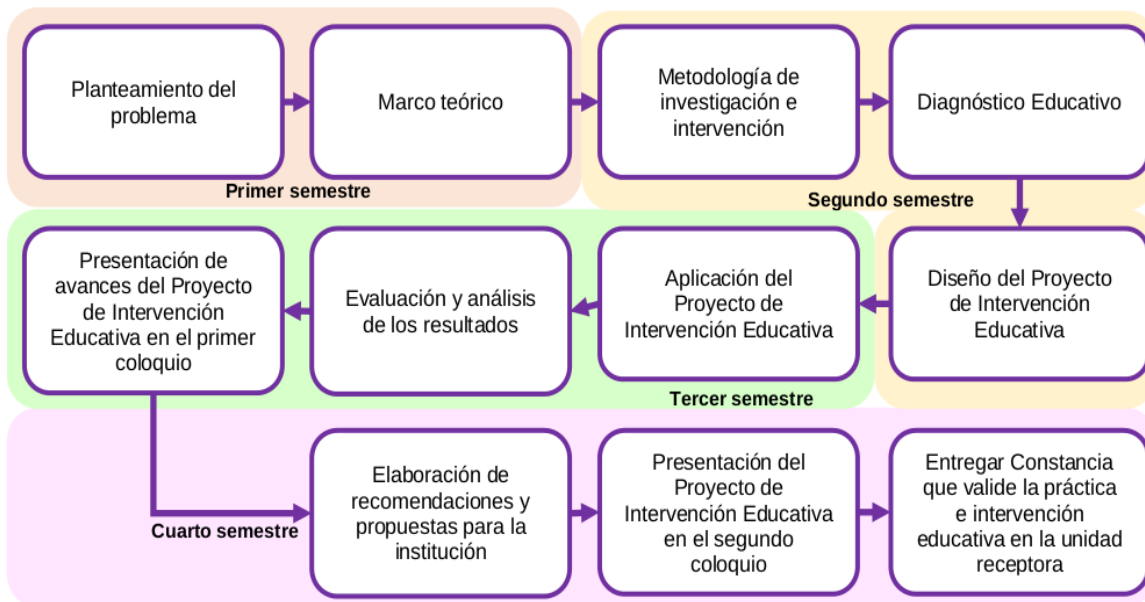 Planteamiento del
problema
Marco teórico
Metodología de
investigación e
intervención
Diagnóstico Educativo
Primer semestre
Segundo semestre
Diseño del Proyecto
de Intervención
Educativa
Aplicación del
Proyecto de
Intervención Educativa
Evaluación y análisis
de los resultados
Presentación de
avances del Proyecto
de Intervención
Educativa en el primer
coloquio
Tercer semestre
Cuarto semestre
Elaboración de
recomendaciones y
propuestas para la
institución
Presentación del
Proyecto de
Intervención Educativa
en el segundo
coloquio
Entregar Constancia
que valide la práctica
e intervención
educativa en la unidad
receptora